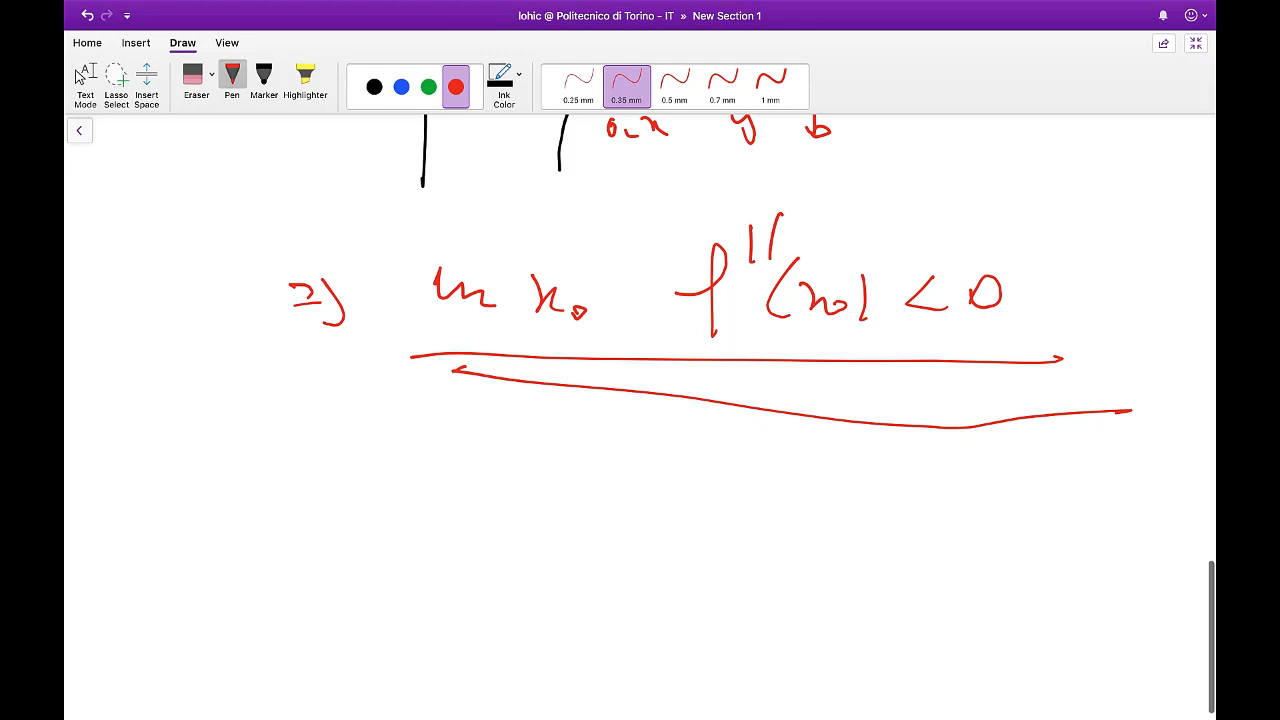 Iohic @ Politecnico di Torino - IT » New Section 1
Home Insert Draw View
Text Mode Lasso Select Insert Space Eraser Pen Marker Highlighter Ink Color 0.25 mm 0.35 mm 0.5 mm 0.7 mm 1 mm
a x y b
2) m x₀ f''(x₀) < 0